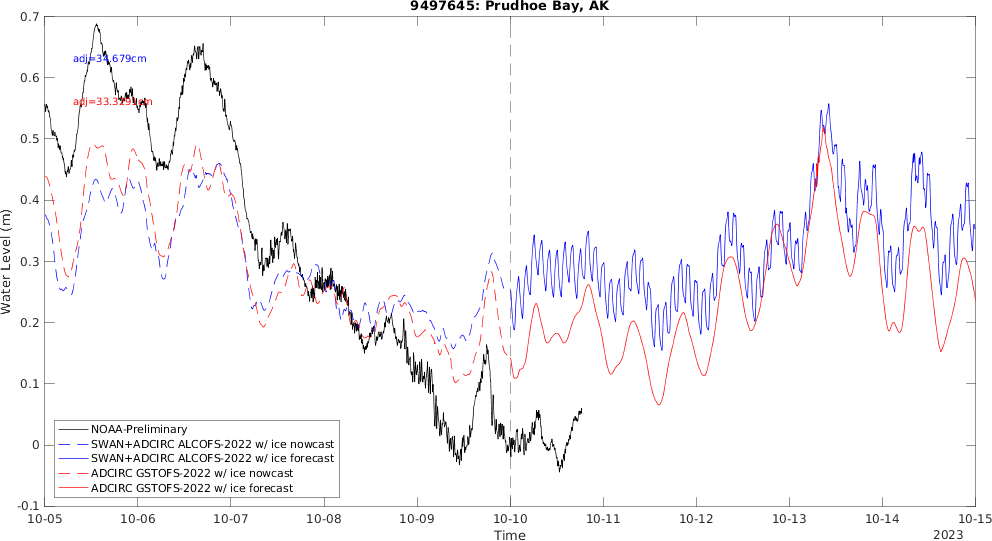 9497645: Prudhoe Bay, AK
0.7
0.6
0.5
0.4
0.3
0.2
0.1
0
-0.1
Water Level (m)
adj=34.679cm
NOAA-Preliminary
SWAN+ADCIRC ALCOFS-2022 w/ ice nowcast
SWAN+ADCIRC ALCOFS-2022 w/ ice forecast
ADCIRC GSTOFS-2022 w/ ice nowcast
ADCIRC GSTOFS-2022 w/ ice forecast
10-05 10-06 10-07 10-08 10-09 10-10 10-11 10-12 10-13 10-14 10-15
Time
2023